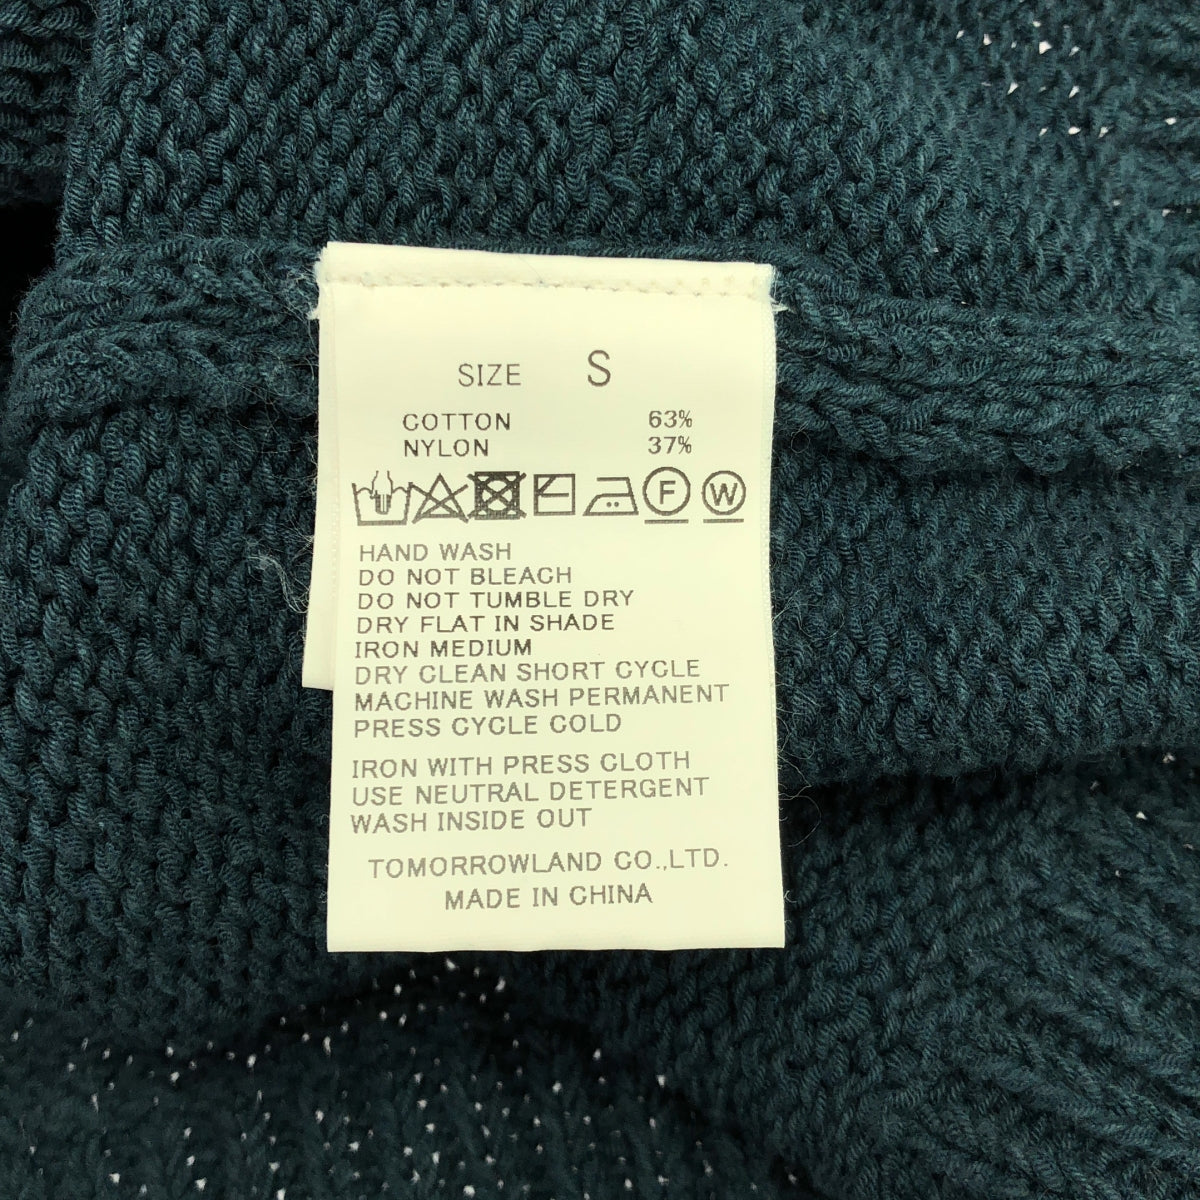 SIZE S
COTTON 63%
NYLON 37%
F W
HAND WASH
DO NOT BLEACH
DO NOT TUMBLE DRY
DRY FLAT IN SHADE
IRON MEDIUM
DRY CLEAN SHORT CYCLE
MACHINE WASH PERMANENT
PRESS CYCLE COLD
IRON WITH PRESS CLOTH
USE NEUTRAL DETERGENT
WASH INSIDE OUT
TOMORROWLAND CO.,LTD.
MADE IN CHINA